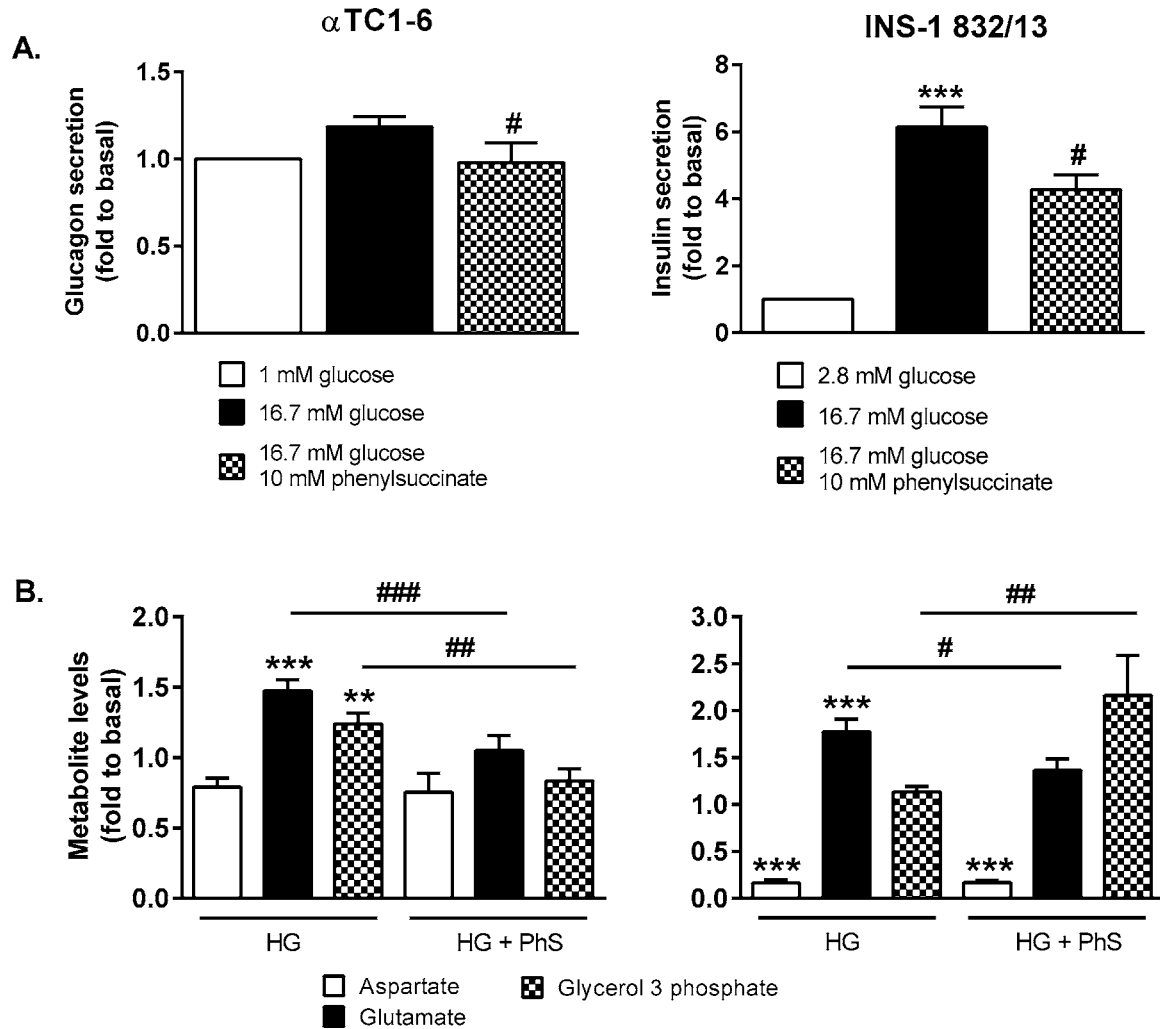 αTC1-6
INS-1 832/13
A.
Glucagon secretion
(fold to basal)
1.5
1.0
0.5
0.0
#
1 mM glucose
16.7 mM glucose
16.7 mM glucose
10 mM phenylsuccinate
Insulin secretion
(fold to basal)
8
6
4
2
0
***
#
2.8 mM glucose
16.7 mM glucose
16.7 mM glucose
10 mM phenylsuccinate
B.
Metabolite levels
(fold to basal)
2.0
1.5
1.0
0.5
0.0
###
##
***
**
HG
HG + PhS
3.0
2.5
2.0
1.5
1.0
0.5
0.0
##
#
***
***
***
HG
HG + PhS
Aspartate
Glutamate
Glycerol 3 phosphate